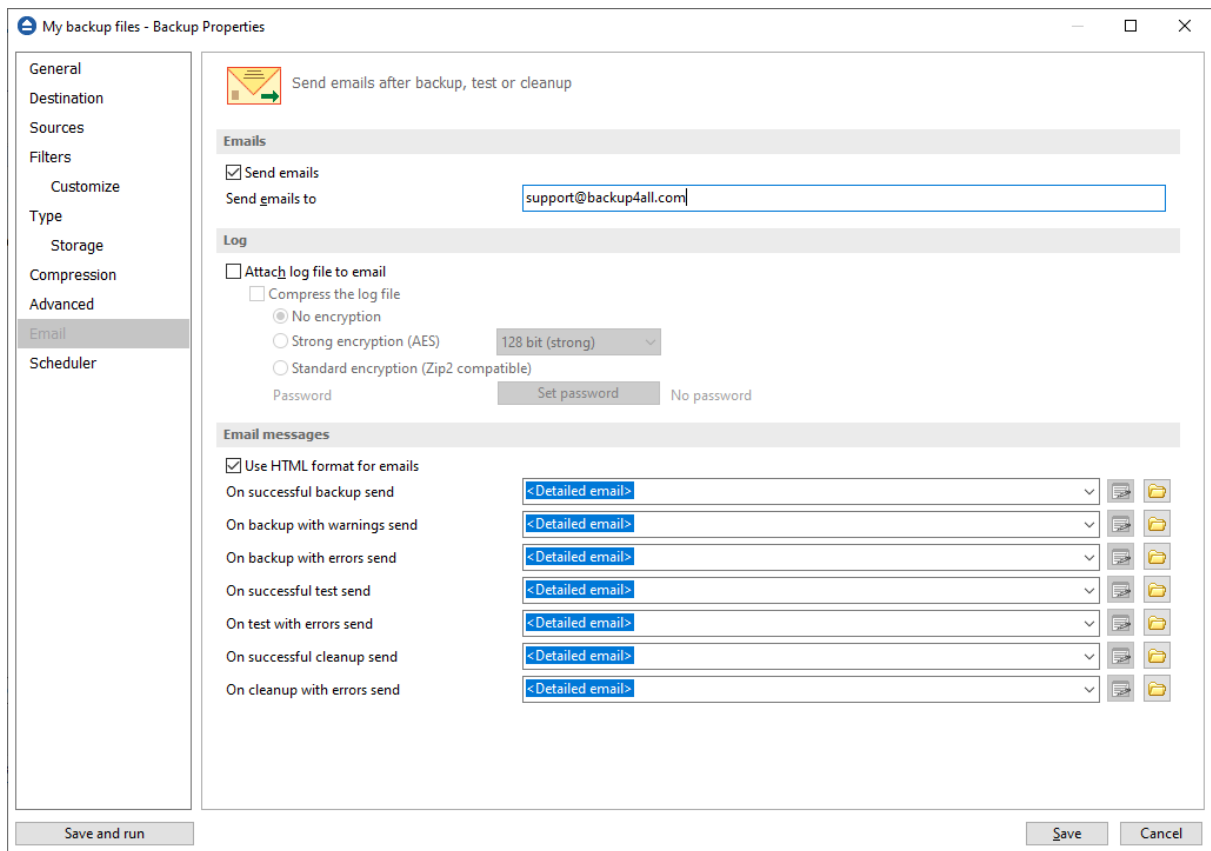 My backup files - Backup Properties
General
Destination
Sources
Filters
Customize
Type
Storage
Compression
Advanced
Email
Scheduler
Send emails after backup, test or cleanup
Emails
Send emails
Send emails to support@backup4all.com
Log
Attach log file to email
Compress the log file
No encryption
Strong encryption (AES) 128 bit (strong)
Standard encryption (Zip2 compatible)
Password Set password No password
Email messages
Use HTML format for emails
On successful backup send <Detailed email>
On backup with warnings send <Detailed email>
On backup with errors send <Detailed email>
On successful test send <Detailed email>
On test with errors send <Detailed email>
On successful cleanup send <Detailed email>
On cleanup with errors send <Detailed email>
Save and run Save Cancel